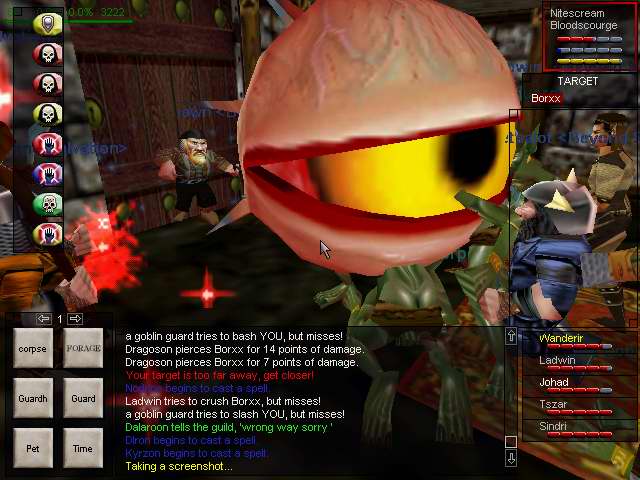 0.0% 3222
Nitescream
Bloodscourge
TARGET
Borxx
1
corpse
FORAGE
Guardh
Guard
Pet
Time
a goblin guard tries to bash YOU, but misses!
Dragoson pierces Borxx for 14 points of damage.
Dragoson pierces Borxx for 7 points of damage.
Your target is too far away, get closer!
begins to cast a spell.
Ladwin tries to crush Borxx, but misses!
a goblin guard tries to slash YOU, but misses!
Dalaroon tells the guild, 'wrong way sorry '
Dlron begins to cast a spell.
Kyrzon begins to cast a spell.
Taking a screenshot...
Wanderir
Ladwin
Johad
Tszar
Sindri